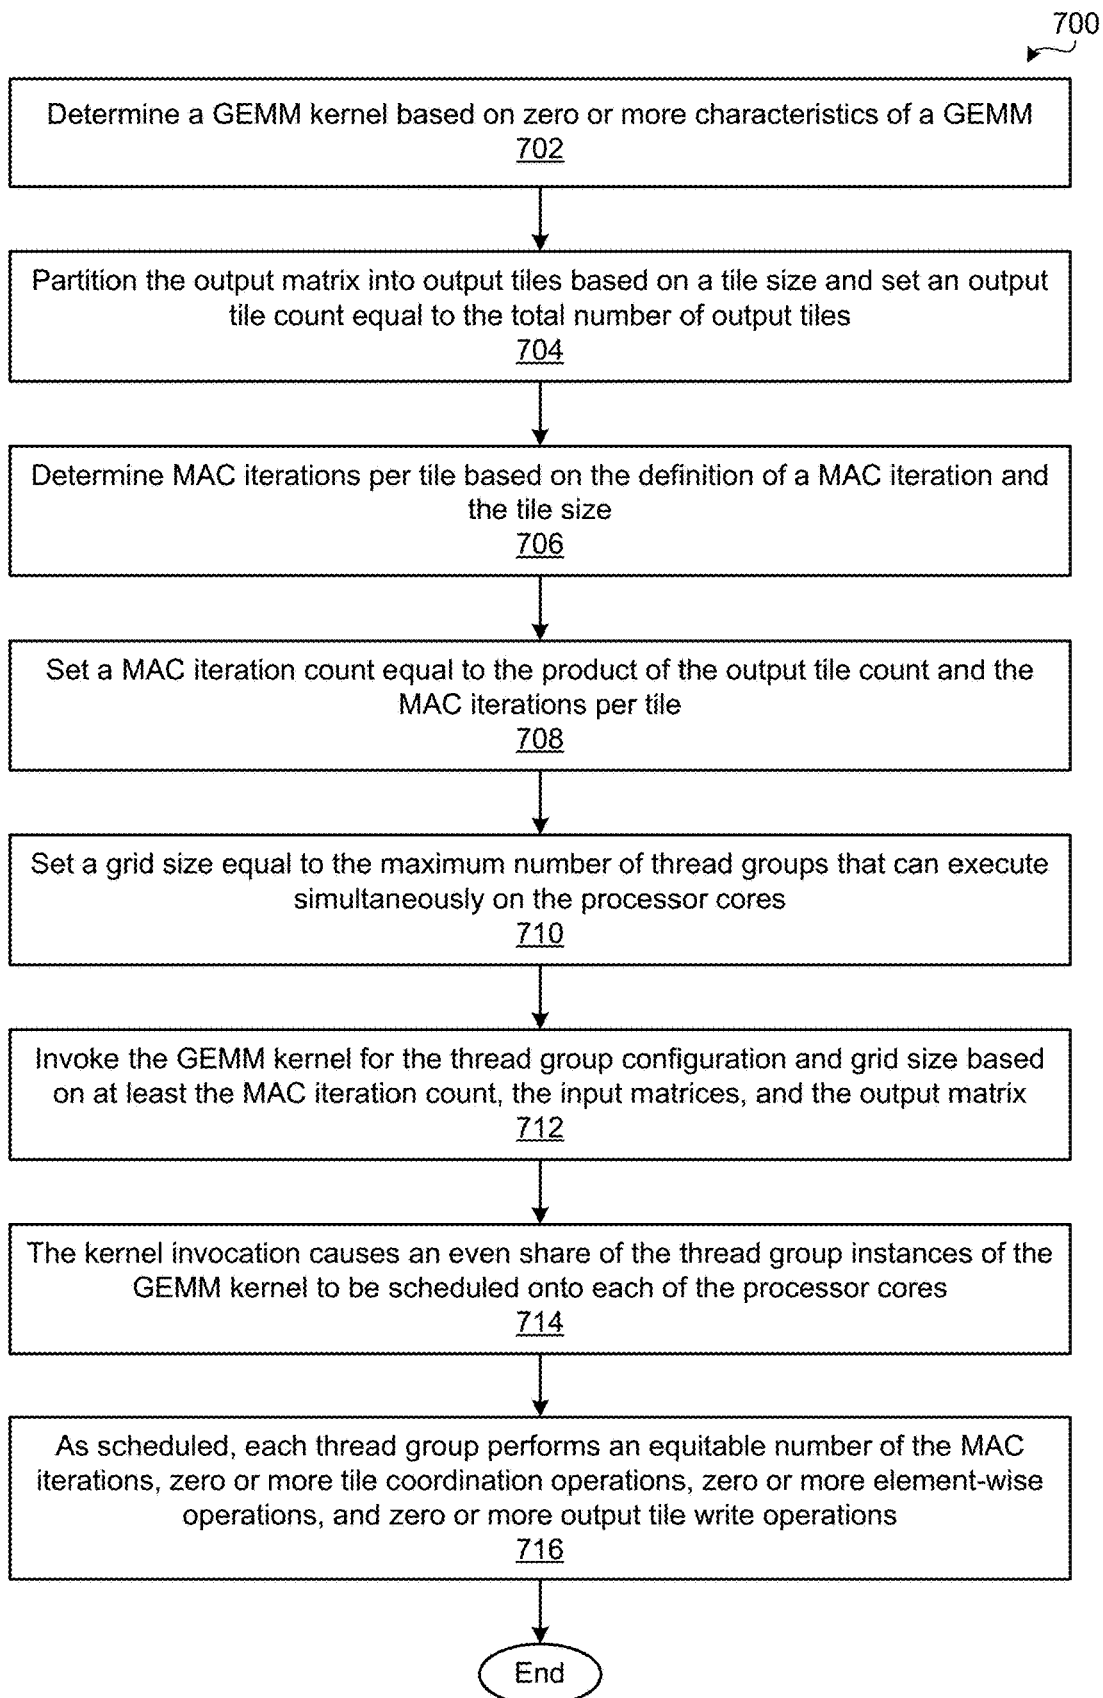 700
Determine a GEMM kernel based on zero or more characteristics of a GEMM
702
Partition the output matrix into output tiles based on a tile size and set an output
tile count equal to the total number of output tiles
704
Determine MAC iterations per tile based on the definition of a MAC iteration and
the tile size
706
Set a MAC iteration count equal to the product of the output tile count and the
MAC iterations per tile
708
Set a grid size equal to the maximum number of thread groups that can execute
simultaneously on the processor cores
710
Invoke the GEMM kernel for the thread group configuration and grid size based
on at least the MAC iteration count, the input matrices, and the output matrix
712
The kernel invocation causes an even share of the thread group instances of the
GEMM kernel to be scheduled onto each of the processor cores
714
As scheduled, each thread group performs an equitable number of the MAC
iterations, zero or more tile coordination operations, zero or more element-wise
operations, and zero or more output tile write operations
716
End